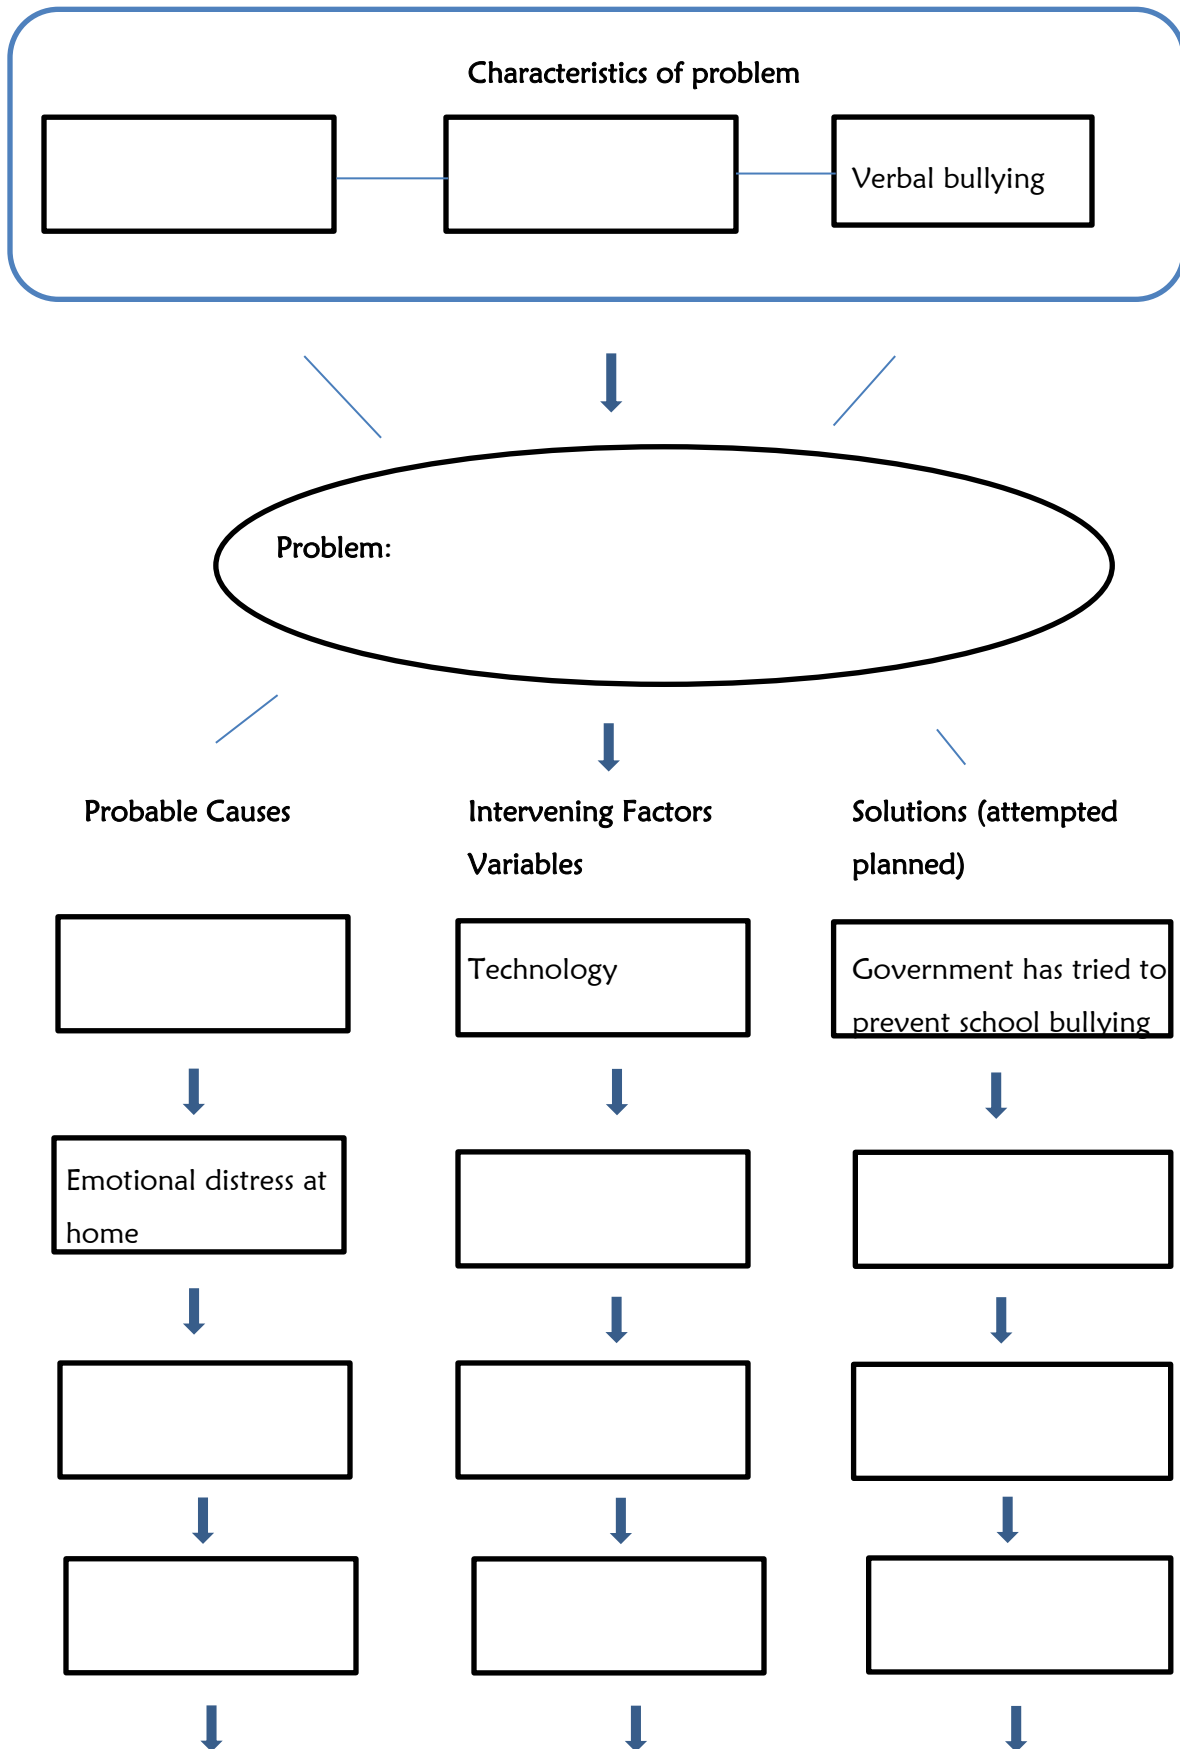 Characteristics of problem
Verbal bullying
Problem:
Probable Causes
Intervening Factors
Variables
Solutions (attempted
planned)
Technology
Government has tried to
prevent school bullying
Emotional distress at
home